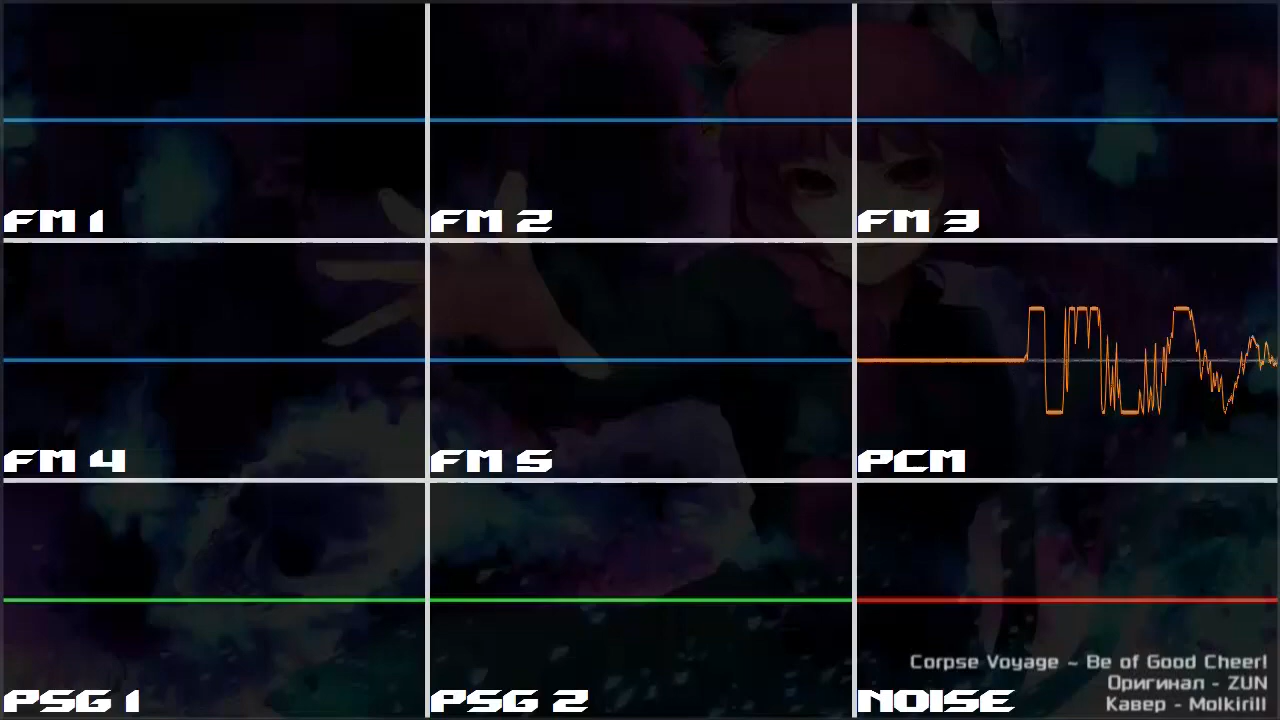 FM 1
FM 2
FM 3
FM 4
FM 5
PCM
PSG 1
PSG 2
NOISE
Corpse Voyage ~ Be of Good Cheer!
Оригинал - ZUN
Кавер - Molkirill